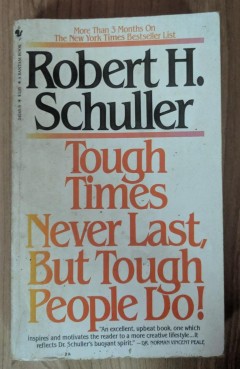 More Than 5 Months On
The New York Times Bestseller List
Robert H.
Schuller
Tough
Times
Never Last,
But Tough
People Do!
"An excellent, upbeat book, one which
inspires and motivates the reader to a more creative lifestyle...it
reflects Dr. Schuller's buoyant spirit." —DR. NORMAN VINCENT PEALE